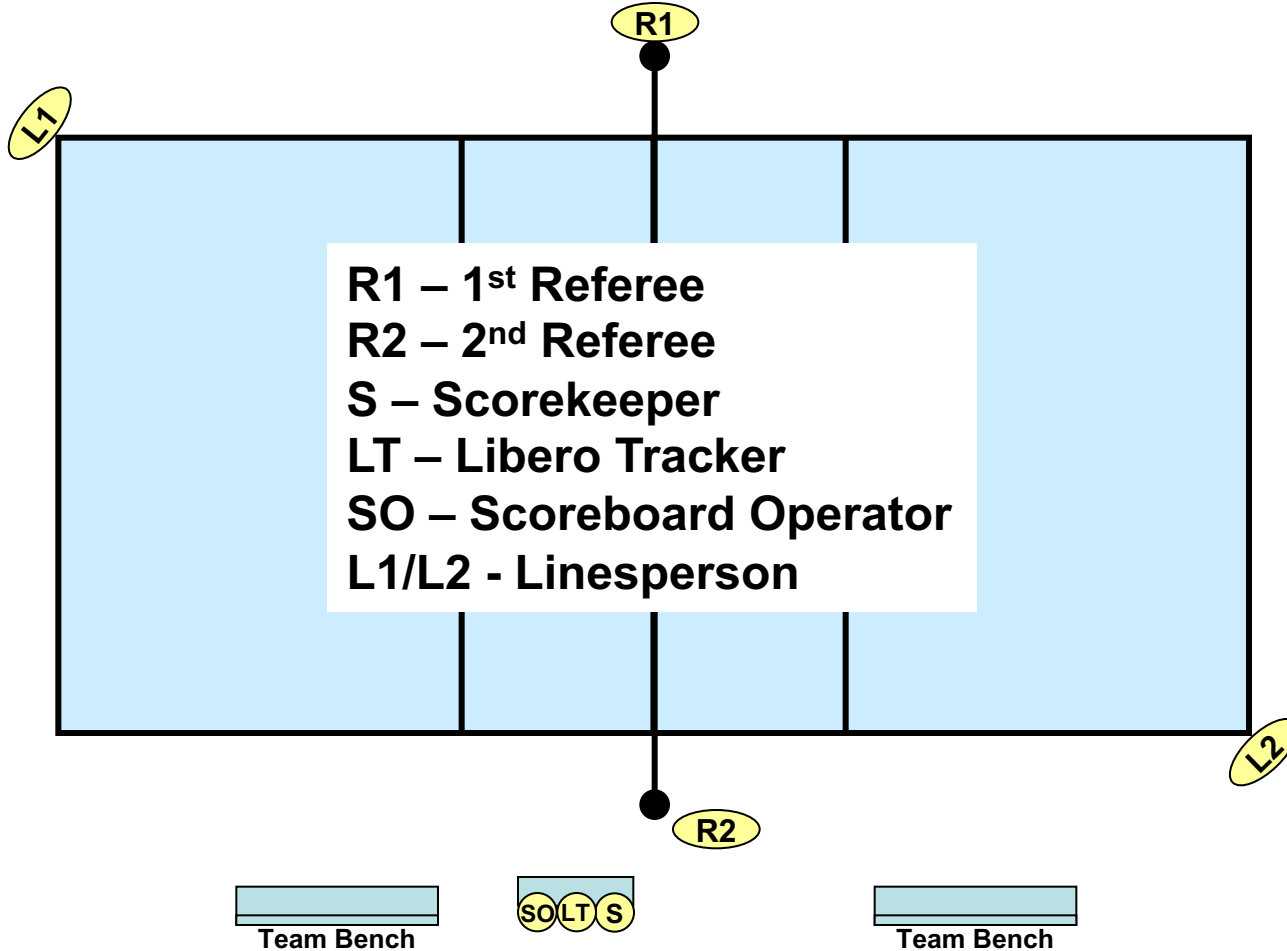 R1
L1
R1 – 1st Referee
R2 – 2nd Referee
S – Scorekeeper
LT – Libero Tracker
SO – Scoreboard Operator
L1/L2 - Linesperson
L2
R2
SO LT S
Team Bench Team Bench